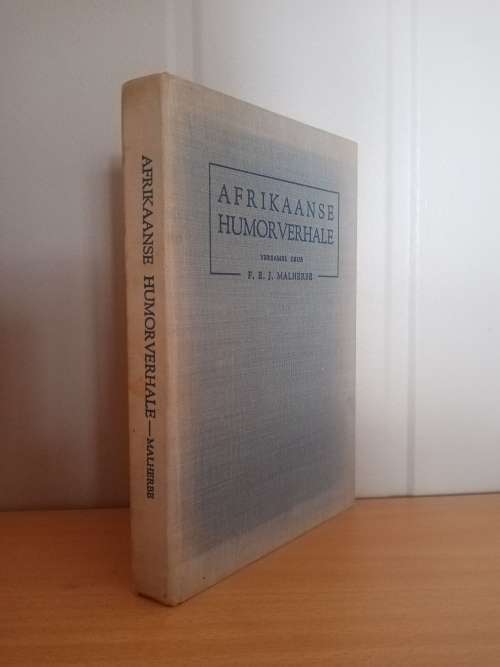 AFRIKAANSE HUMORVERHALE — MALHERBE
AFRIKAANSE
HUMORVERHALE
VERSAMEL DEUR
F. E. J. MALHERBE